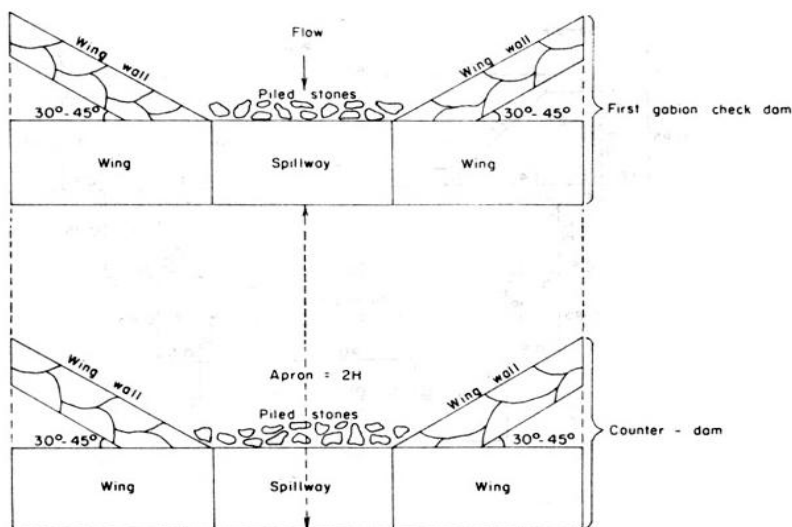 Flow
Wing wall
Wing wall
Piled stones
30°-45°
30°-45°
First gabion check dam
Wing
Spillway
Wing
Wing wall
Apron = 2H
Wing wall
Piled stones
30°-45°
30°-45°
Counter - dam
Wing
Spillway
Wing